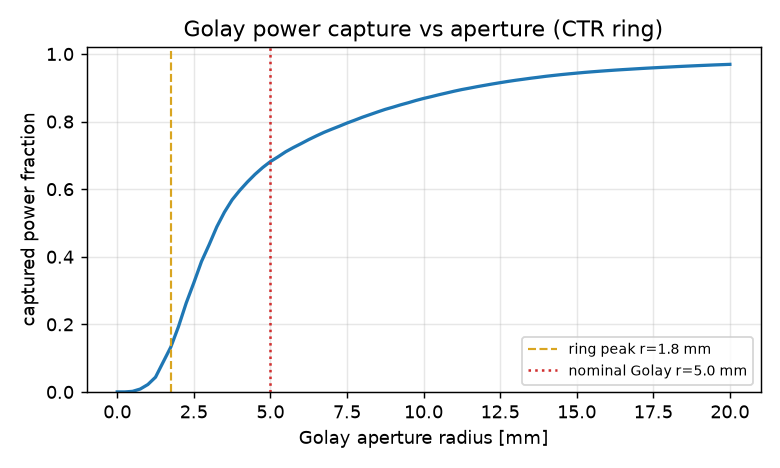 Golay power capture vs aperture (CTR ring)
captured power fraction
1.0
0.8
0.6
0.4
0.2
0.0
0.0 2.5 5.0 7.5 10.0 12.5 15.0 17.5 20.0
Golay aperture radius [mm]
ring peak r=1.8 mm
nominal Golay r=5.0 mm